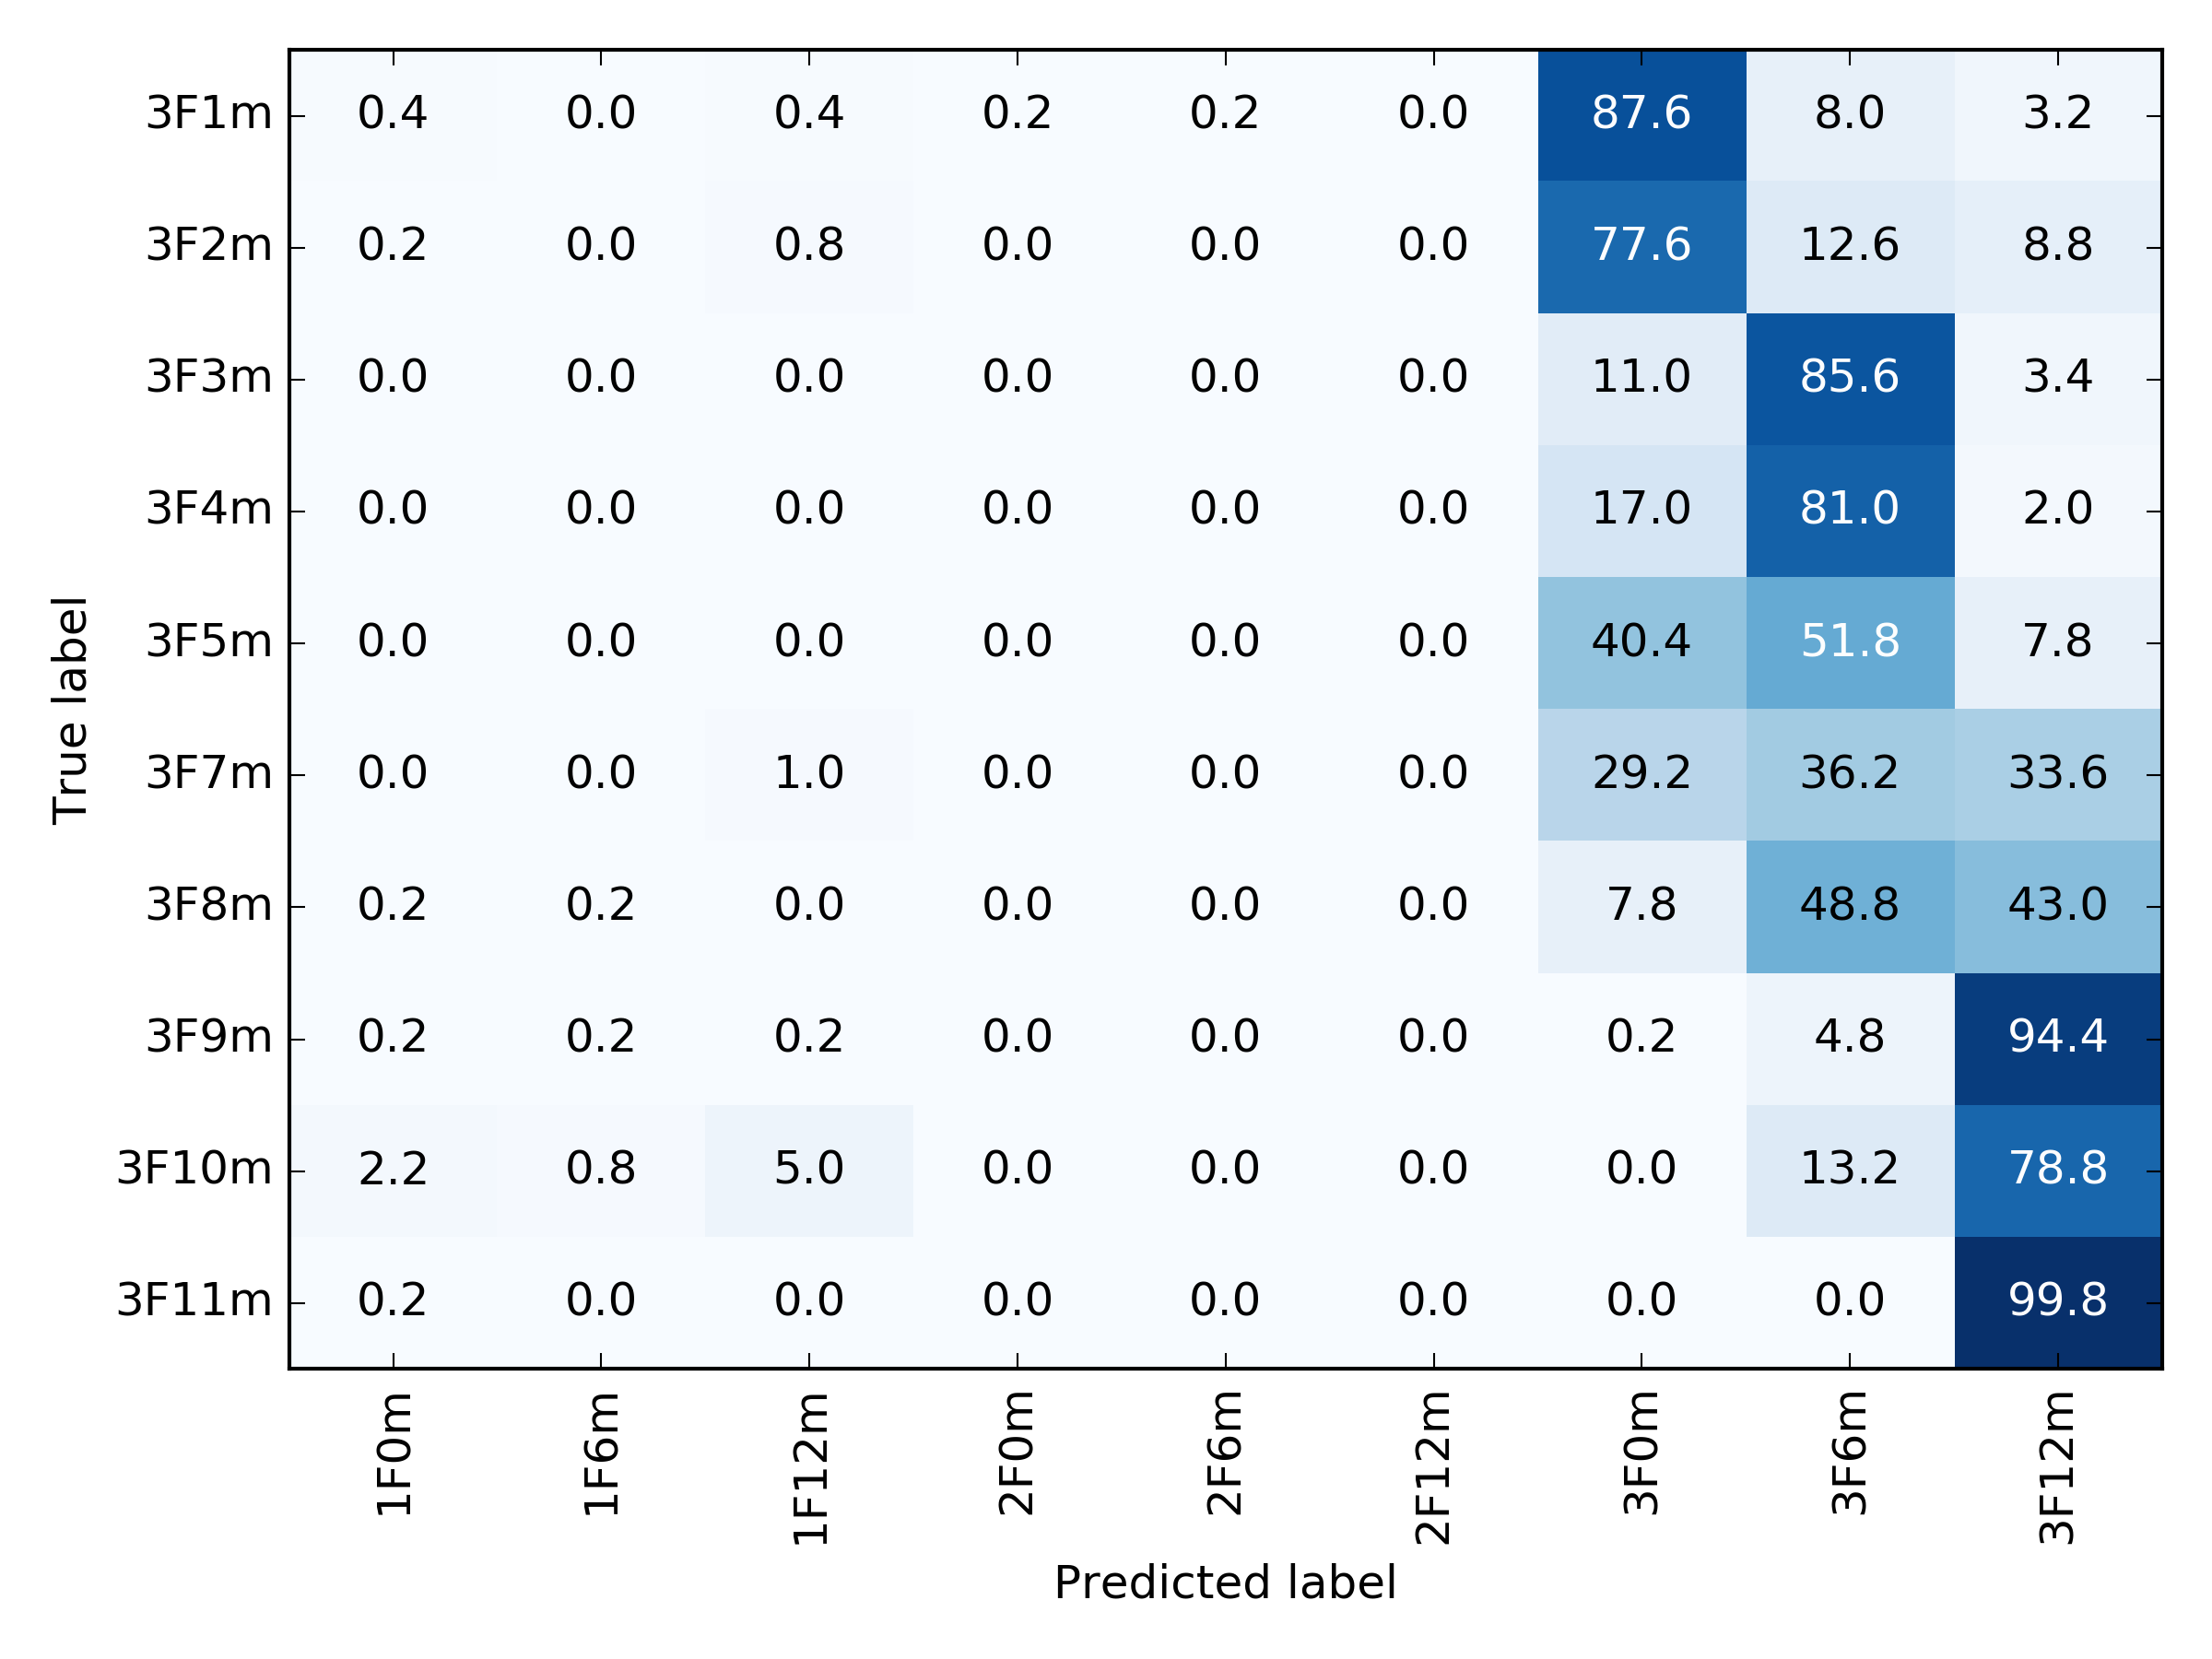 3F1m 0.4 0.0 0.4 0.2 0.2 0.0 87.6 8.0 3.2
3F2m 0.2 0.0 0.8 0.0 0.0 0.0 77.6 12.6 8.8
3F3m 0.0 0.0 0.0 0.0 0.0 0.0 11.0 85.6 3.4
3F4m 0.0 0.0 0.0 0.0 0.0 0.0 17.0 81.0 2.0
3F5m 0.0 0.0 0.0 0.0 0.0 0.0 40.4 51.8 7.8
3F7m 0.0 0.0 1.0 0.0 0.0 0.0 29.2 36.2 33.6
3F8m 0.2 0.2 0.0 0.0 0.0 0.0 7.8 48.8 43.0
3F9m 0.2 0.2 0.2 0.0 0.0 0.0 0.2 4.8 94.4
3F10m 2.2 0.8 5.0 0.0 0.0 0.0 0.0 13.2 78.8
3F11m 0.2 0.0 0.0 0.0 0.0 0.0 0.0 0.0 99.8
True label
1F0m 1F6m 1F12m 2F0m 2F6m 2F12m 3F0m 3F6m 3F12m
Predicted label